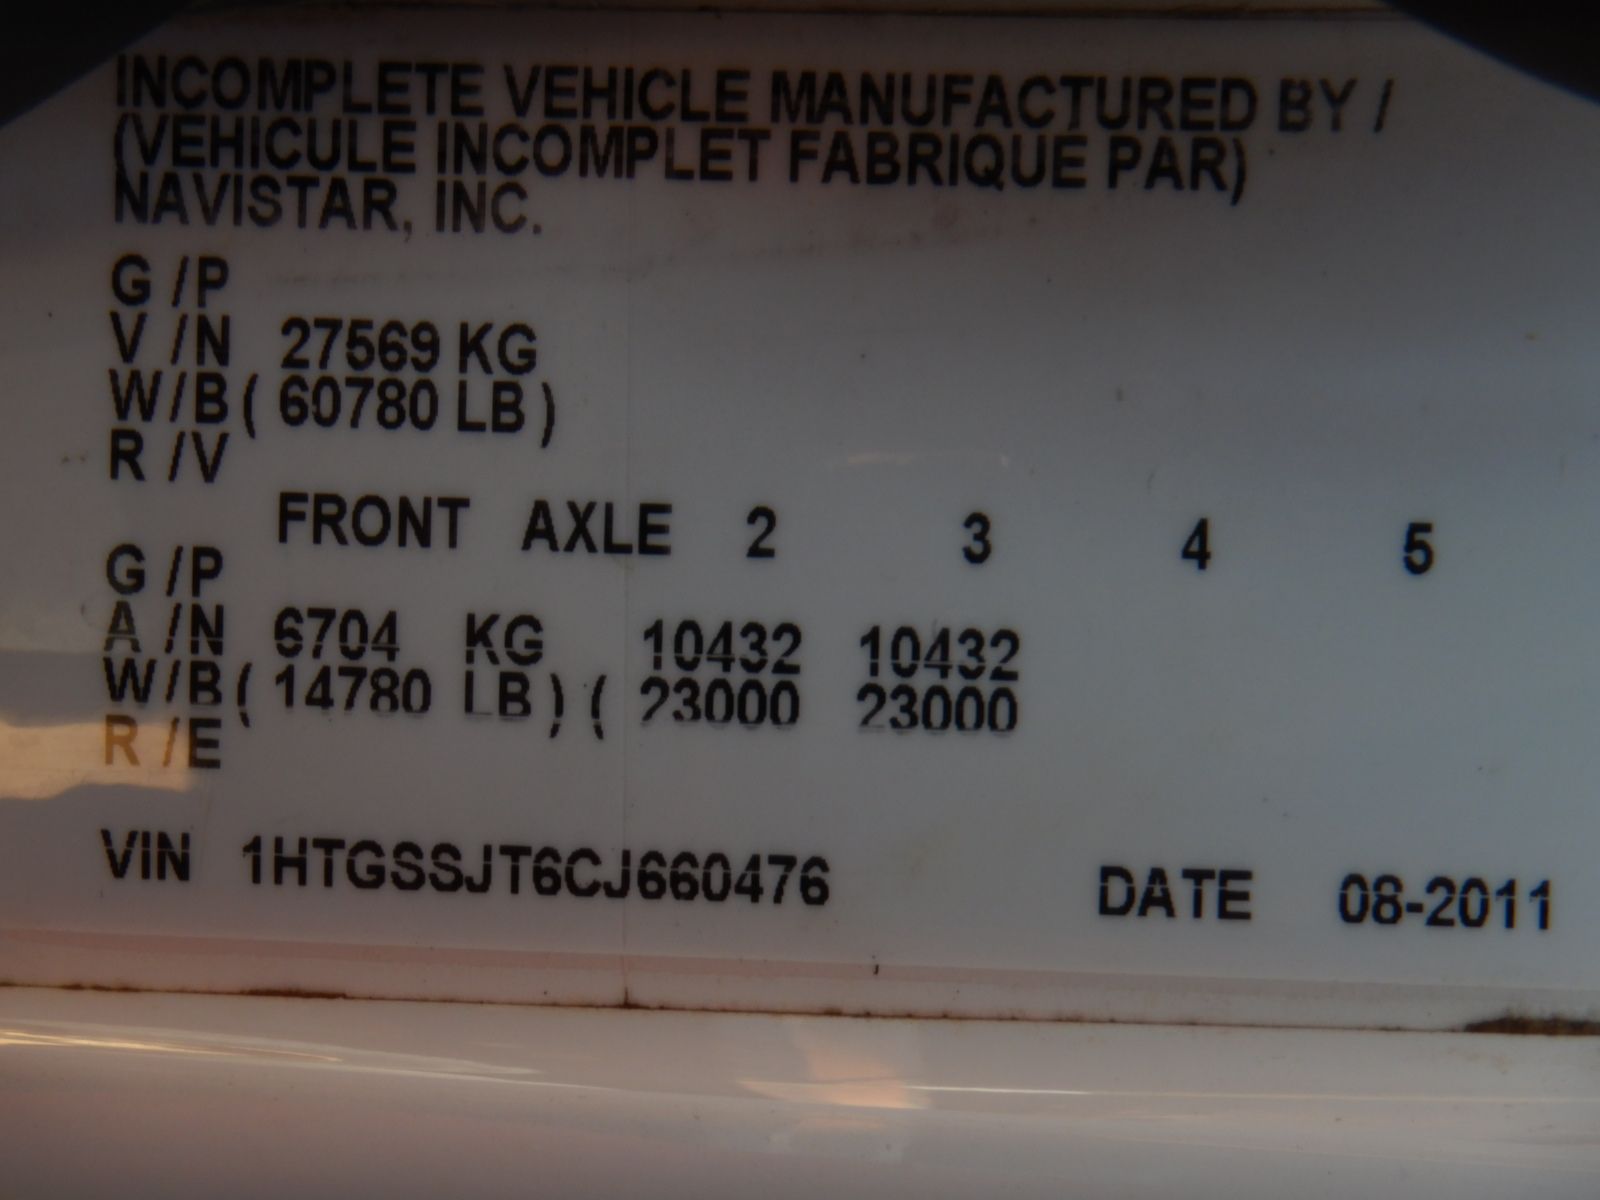 INCOMPLETE VEHICLE MANUFACTURED BY /
(VEHICULE INCOMPLET FABRIQUE PAR)
NAVISTAR, INC.
G /P
V /N 27569 KG
W/B ( 60780 LB )
R /V
FRONT AXLE 2 3 4 5
G /P
A /N 6704 KG 10432 10432
W/B ( 14780 LB ) ( 23000 23000
R /E
VIN 1HTGSSJT6CJ660476 DATE 08-2011